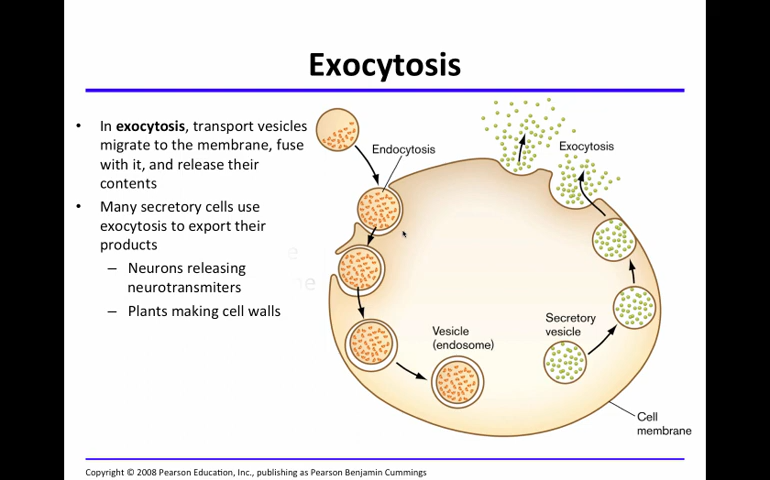 Exocytosis
• In exocytosis, transport vesicles
migrate to the membrane, fuse
with it, and release their
contents
• Many secretory cells use
exocytosis to export their
products
– Neurons releasing
neurotransmiters
– Plants making cell walls
Endocytosis
Exocytosis
Vesicle
(endosome)
Secretory
vesicle
Cell
membrane
Copyright © 2008 Pearson Education, Inc., publishing as Pearson Benjamin Cummings